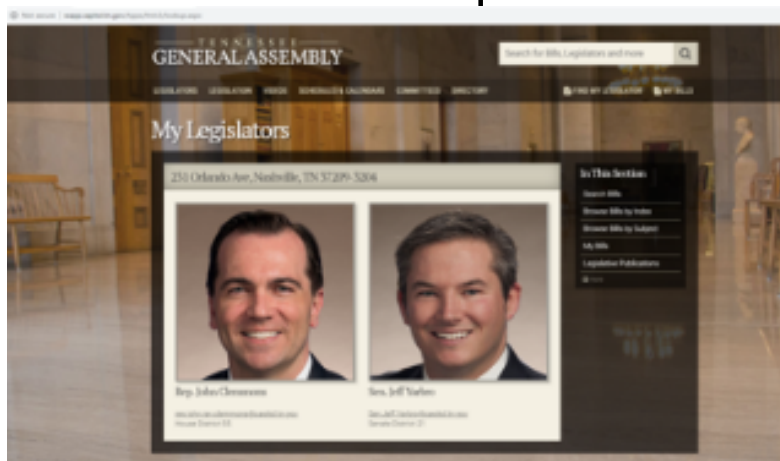 TENNESSEE
GENERAL ASSEMBLY
Search for Bills, Legislators and more
LEGISLATORS LEGISLATION VIDEOS SCHEDULES & CALENDARS COMMITTEES DIRECTORY
FIND MY LEGISLATOR MY BILLS
My Legislators
231 Orlando Ave, Nashville, TN 37209-3204
Rep. John Clemmons
House District 55
Sen. Jeff Yarbro
Senate District 21
In This Section
Search Bills
Browse Bills by Index
Browse Bills by Subject
My Bills
Legislative Publications